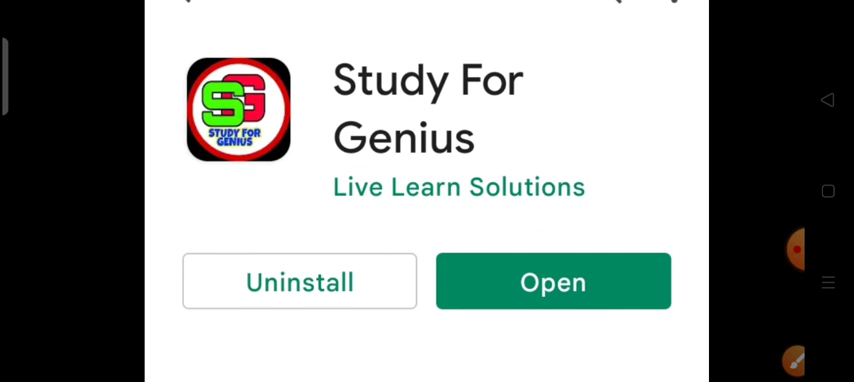 SG
STUDY FOR
GENIUS
Study For
Genius
Live Learn Solutions
Uninstall
Open